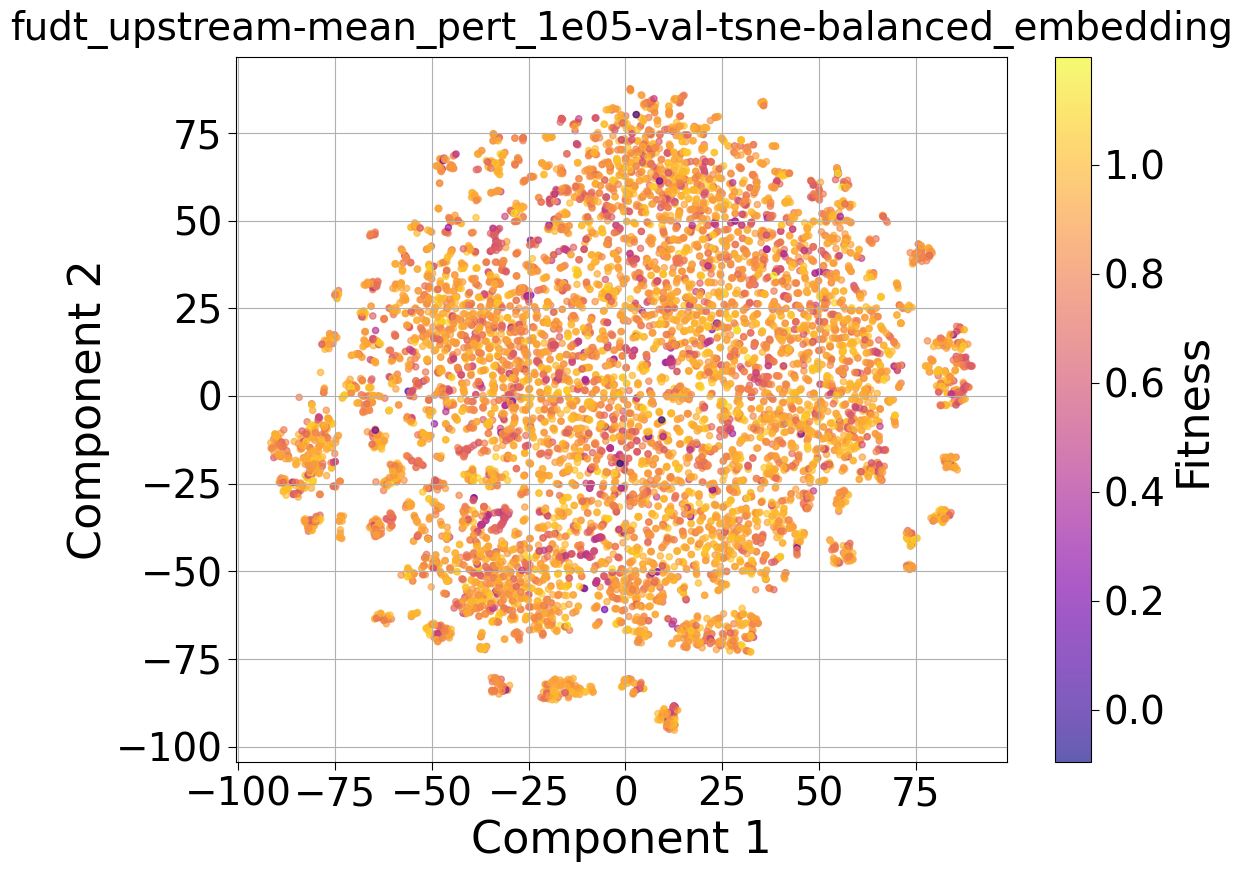 fudt_upstream-mean_pert_1e05-val-tsne-balanced_embedding
75
50
25
0
−25
−50
−75
−100
Component 2
−100 −75 −50 −25 0 25 50 75
Component 1
1.0
0.8
0.6
0.4
0.2
0.0
Fitness